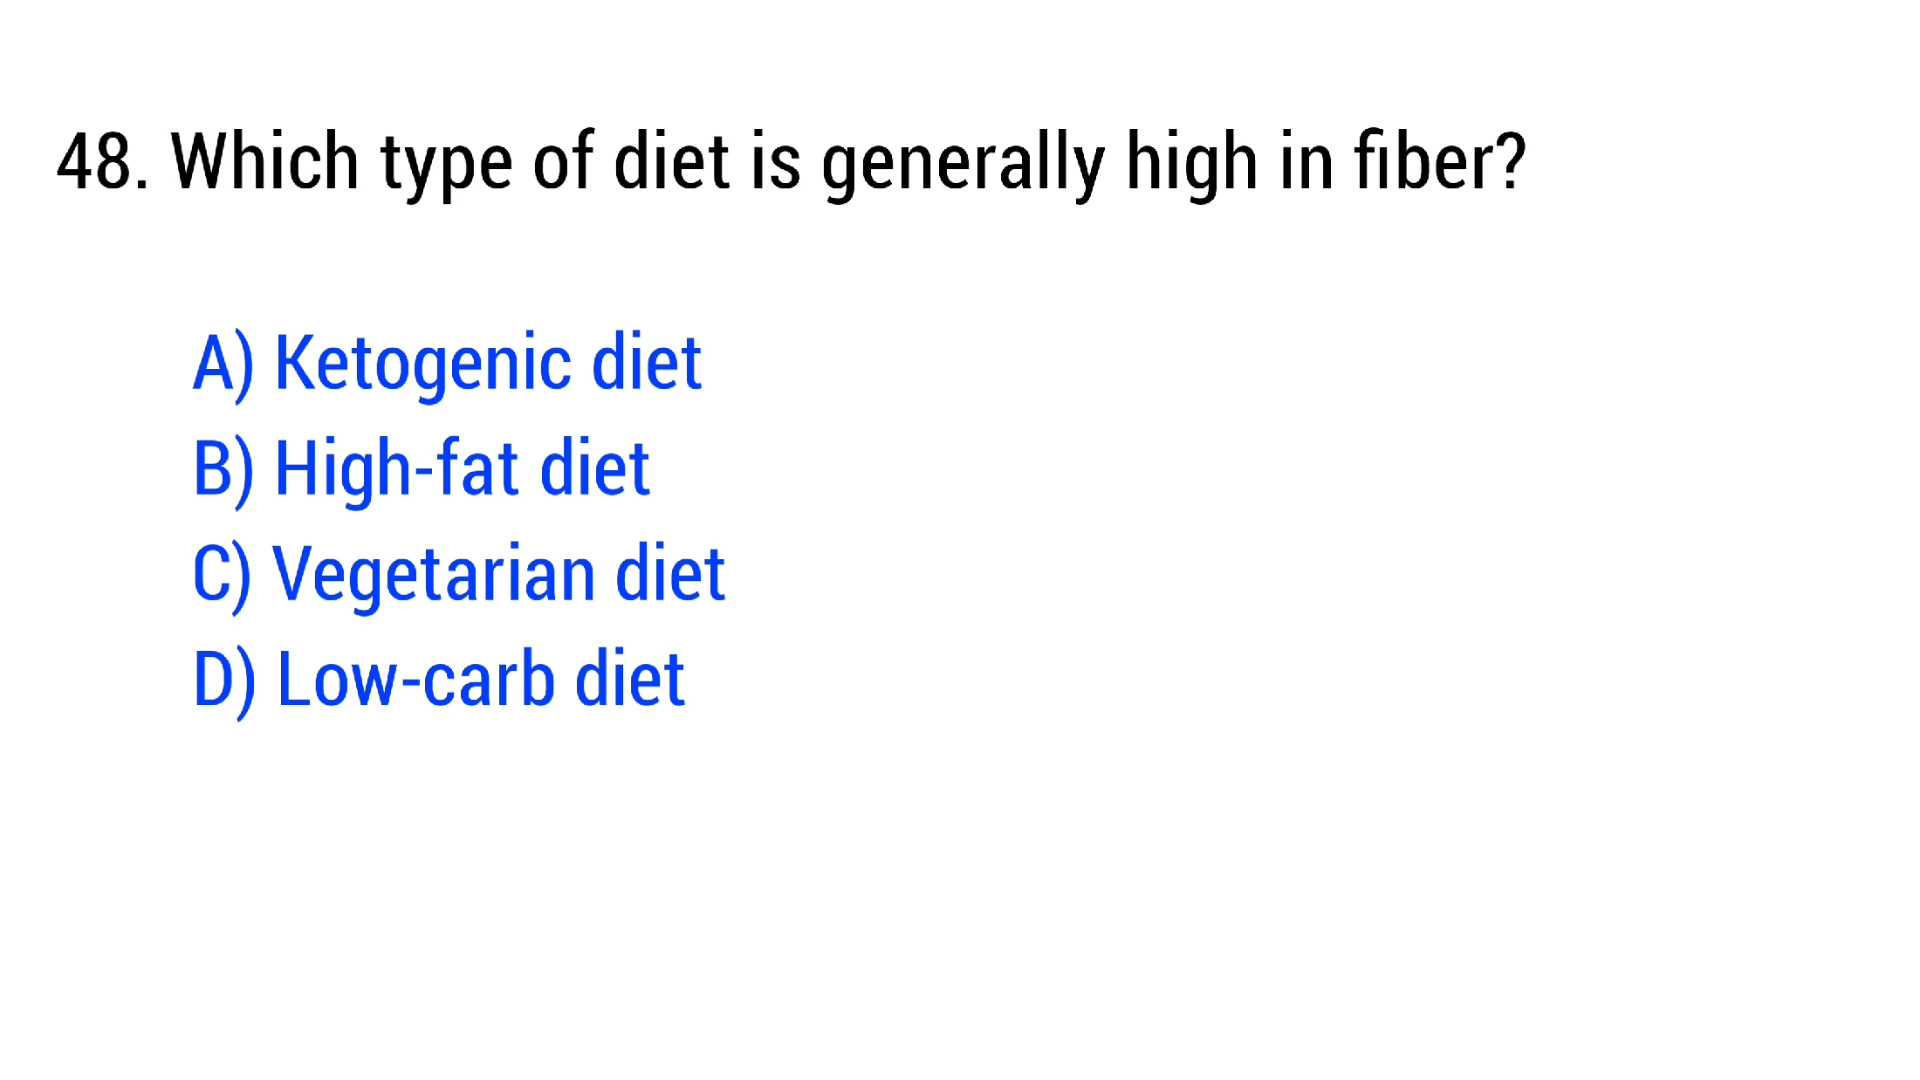 48. Which type of diet is generally high in fiber?
A) Ketogenic diet
B) High-fat diet
C) Vegetarian diet
D) Low-carb diet